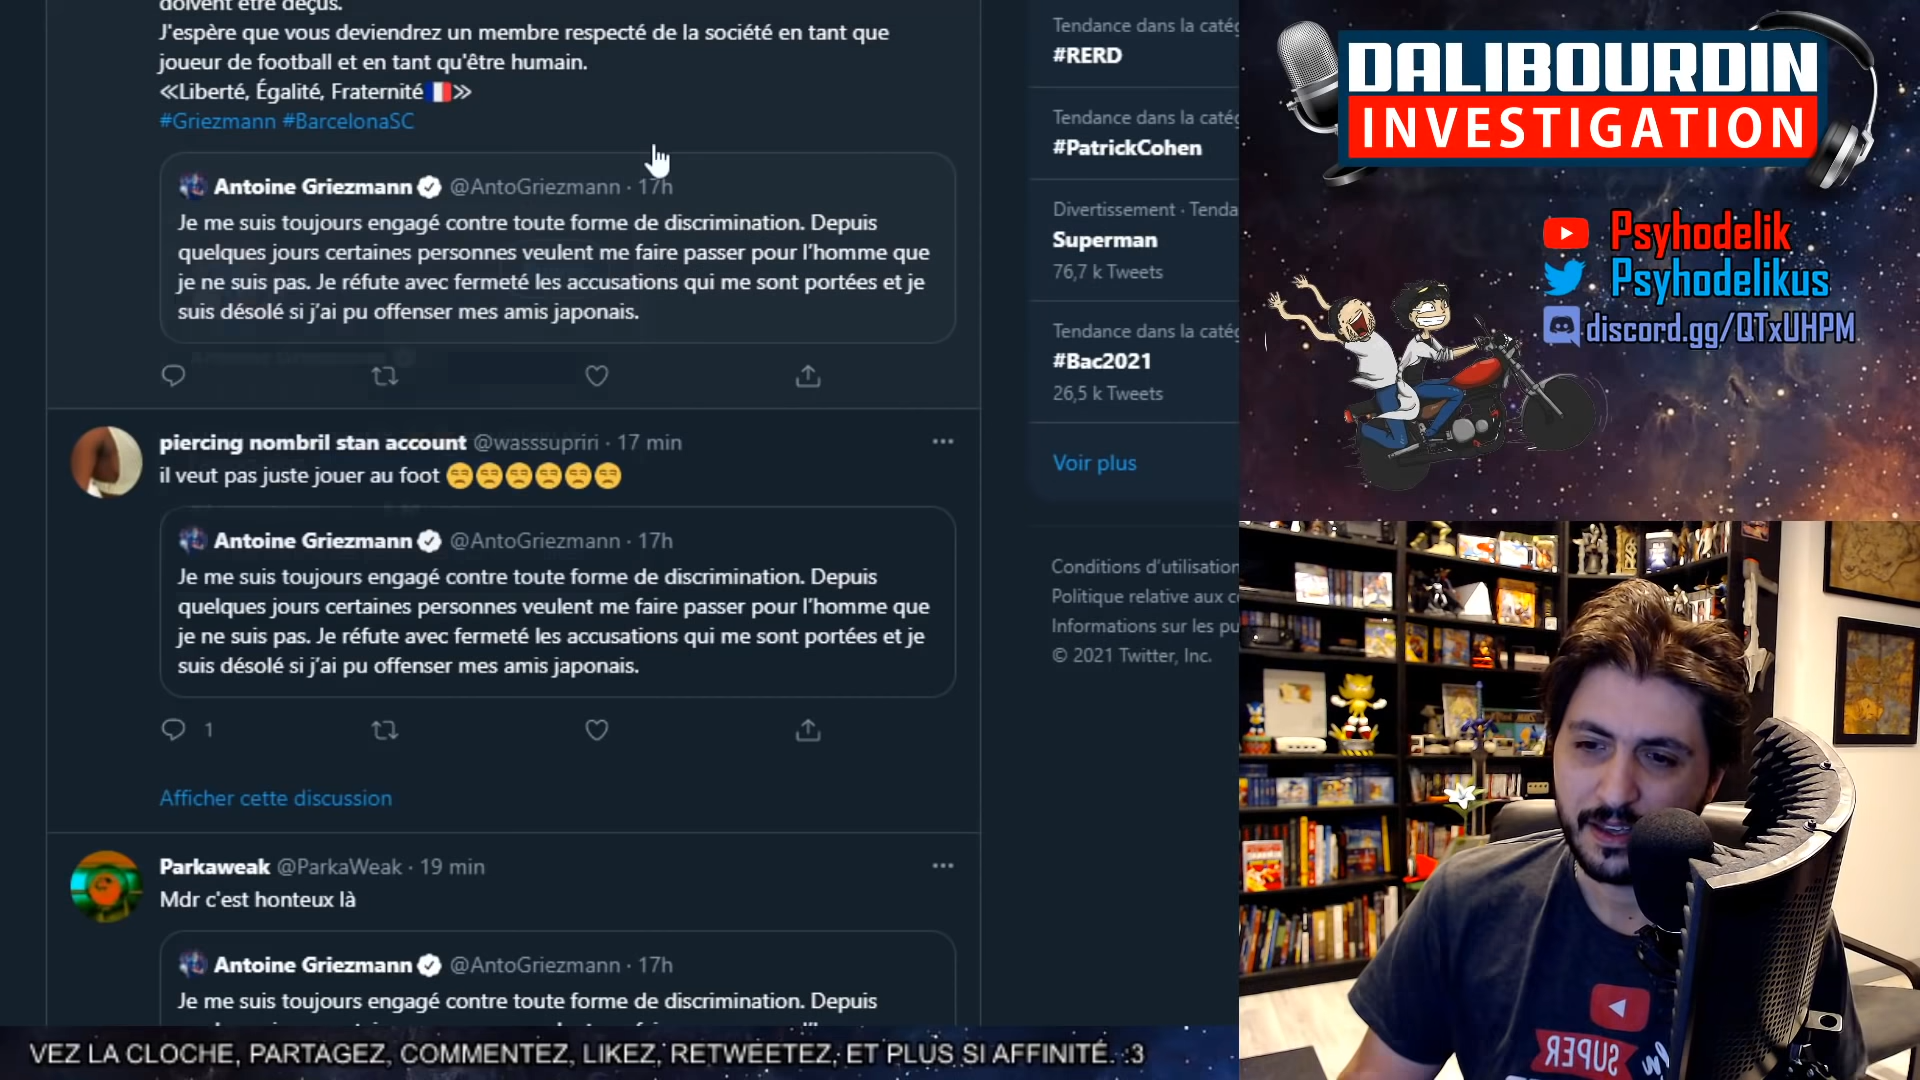 doivent être déçus.
J'espère que vous deviendrez un membre respecté de la société en tant que
joueur de football et en tant qu'être humain.
≪Liberté, Égalité, Fraternité🇫🇷≫
#Griezmann #BarcelonaSC
Antoine Griezmann @AntoGriezmann · 17h
Je me suis toujours engagé contre toute forme de discrimination. Depuis
quelques jours certaines personnes veulent me faire passer pour l'homme que
je ne suis pas. Je réfute avec fermeté les accusations qui me sont portées et je
suis désolé si j'ai pu offenser mes amis japonais.
piercing nombril stan account @wasssupriri · 17 min
il veut pas juste jouer au foot 😒😒😒😒😒😒
Antoine Griezmann @AntoGriezmann · 17h
Je me suis toujours engagé contre toute forme de discrimination. Depuis
quelques jours certaines personnes veulent me faire passer pour l'homme que
je ne suis pas. Je réfute avec fermeté les accusations qui me sont portées et je
suis désolé si j'ai pu offenser mes amis japonais.
1
Afficher cette discussion
Parkaweak @ParkaWeak · 19 min
Mdr c'est honteux là
Antoine Griezmann @AntoGriezmann · 17h
Je me suis toujours engagé contre toute forme de discrimination. Depuis
Tendance dans la caté
#RERD
Tendance dans la caté
#PatrickCohen
Divertissement · Tenda
Superman
76,7 k Tweets
Tendance dans la caté
#Bac2021
26,5 k Tweets
Voir plus
Conditions d'utilisation
Politique relative aux c
Informations sur les pu
© 2021 Twitter, Inc.
DALIBOURDIN
INVESTIGATION
Psyhodelik
Psyhodelikus
discord.gg/QTxUHPM
SUPER
VEZ LA CLOCHE, PARTAGEZ, COMMENTEZ, LIKEZ, RETWEETEZ, ET PLUS SI AFFINITÉ. :3